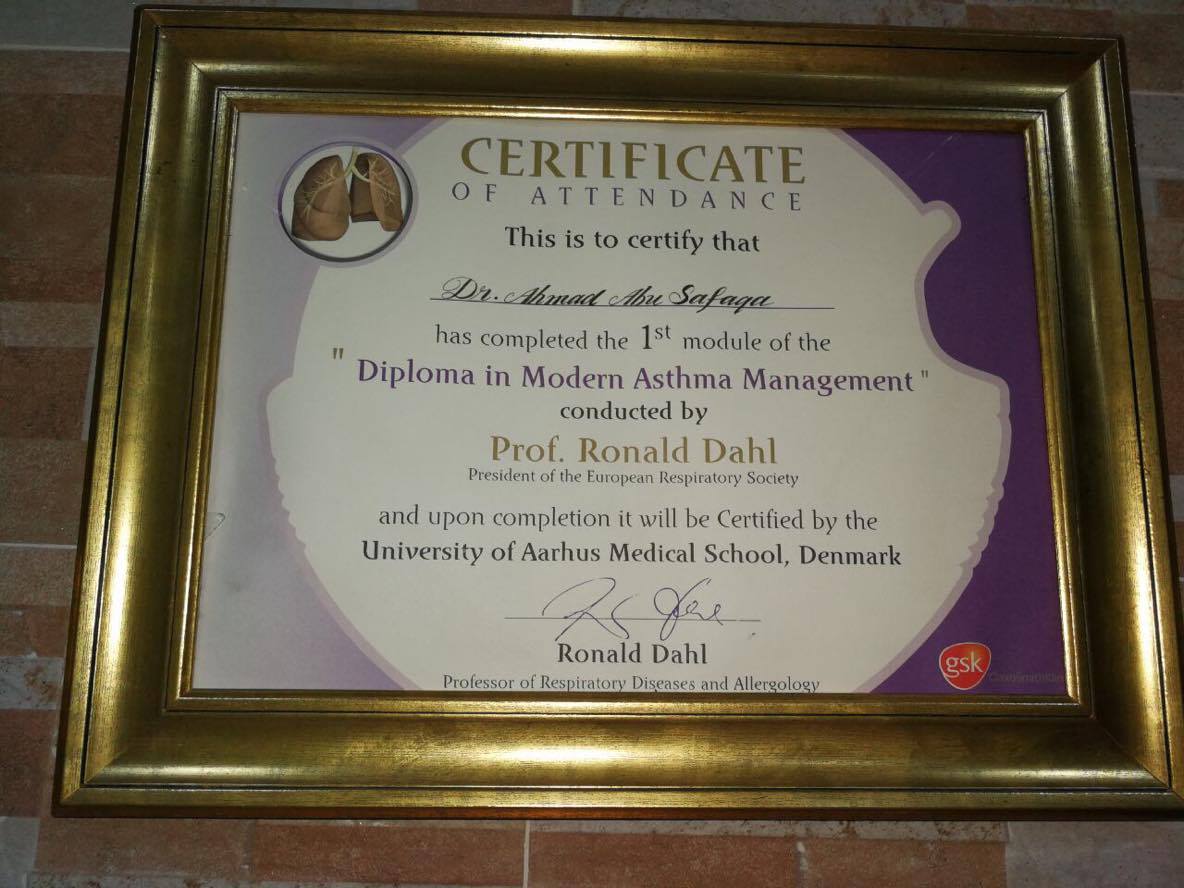 CERTIFICATE
OF ATTENDANCE
This is to certify that
Dr. Ahmad Abu Safaqa
has completed the 1st module of the
" Diploma in Modern Asthma Management "
conducted by
Prof. Ronald Dahl
President of the European Respiratory Society
and upon completion it will be Certified by the
University of Aarhus Medical School, Denmark
Ronald Dahl
Professor of Respiratory Diseases and Allergology
gsk